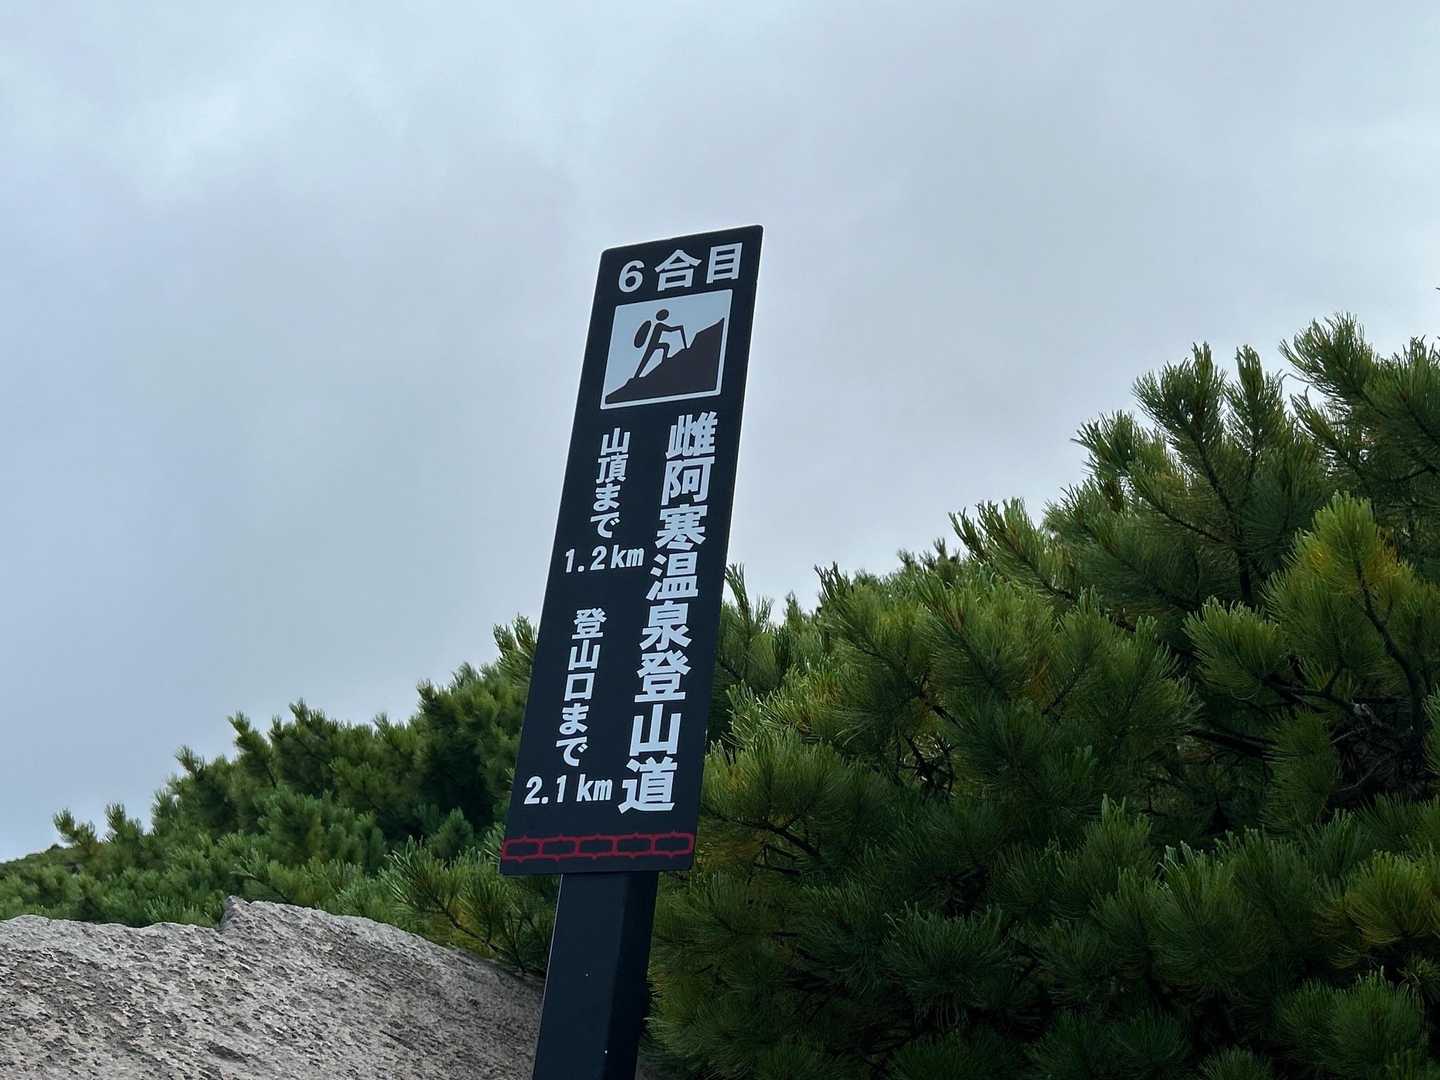 6合目
雌阿寒温泉登山道
山頂まで
1.2km
登山口まで
2.1km